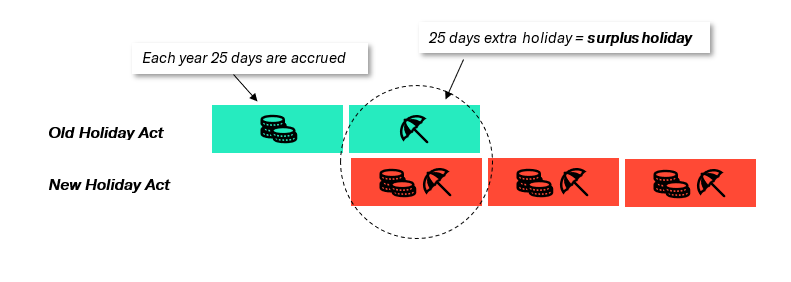 25 days extra holiday = surplus holiday
Each year 25 days are accrued
Old Holiday Act
New Holiday Act